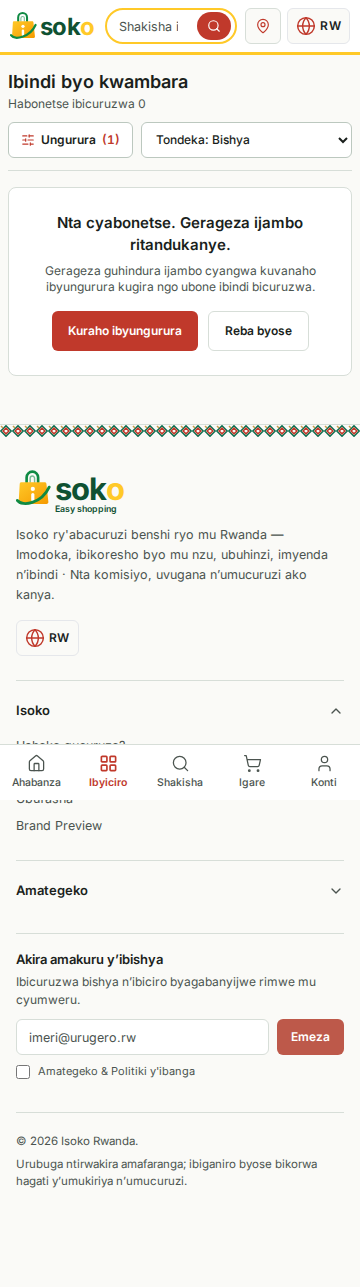 soko
Shakisha i
RW
Ibindi byo kwambara
Habonetse ibicuruzwa 0
Ungurura (1)
Tondeka: Bishya
Nta cyabonetse. Gerageza ijambo
ritandukanye.
Gerageza guhindura ijambo cyangwa kuvanaho
ibyungurura kugira ngo ubone ibindi bicuruzwa.
Kuraho ibyungurura
Reba byose
soko
Easy shopping
Isoko ry'abacuruzi benshi ryo mu Rwanda —
Imodoka, ibikoresho byo mu nzu, ubuhinzi, imyenda
n'ibindi · Nta komisiyo, uvugana n'umucuruzi ako
kanya.
RW
Isoko
Ahabanza
Ibyiciro
Shakisha
Igare
Konti
Brand Preview
Amategeko
Akira amakuru y'ibishya
Ibicuruzwa bishya n'ibiciro byagabanyijwe rimwe mu
cyumweru.
imeri@urugero.rw
Emeza
Amategeko & Politiki y'ibanga
© 2026 Isoko Rwanda.
Urubuga ntirwakira amafaranga; ibiganiro byose bikorwa
hagati y'umukiriya n'umucuruzi.